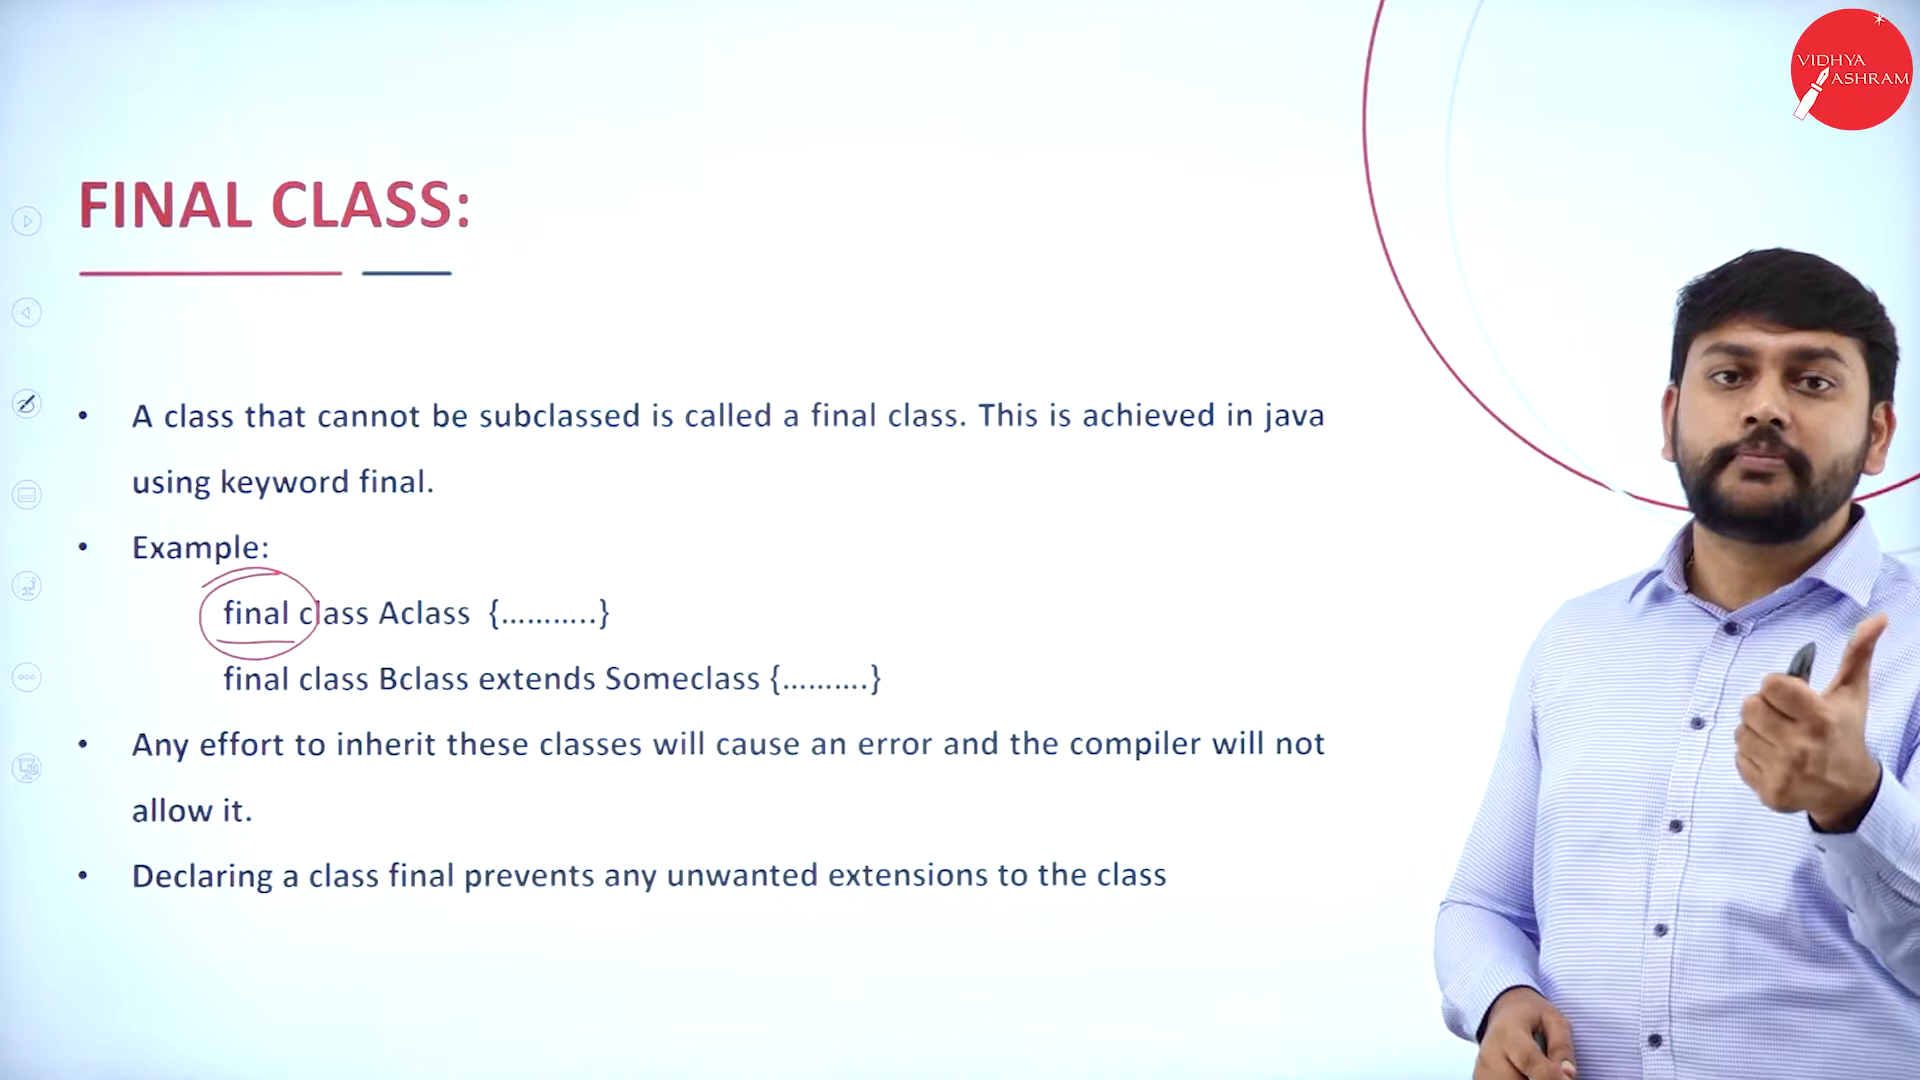 VIDHYA
ASHRAM
FINAL CLASS:
• A class that cannot be subclassed is called a final class. This is achieved in java
using keyword final.
• Example:
final class Aclass {………..}
final class Bclass extends Someclass {……….}
• Any effort to inherit these classes will cause an error and the compiler will not
allow it.
• Declaring a class final prevents any unwanted extensions to the class